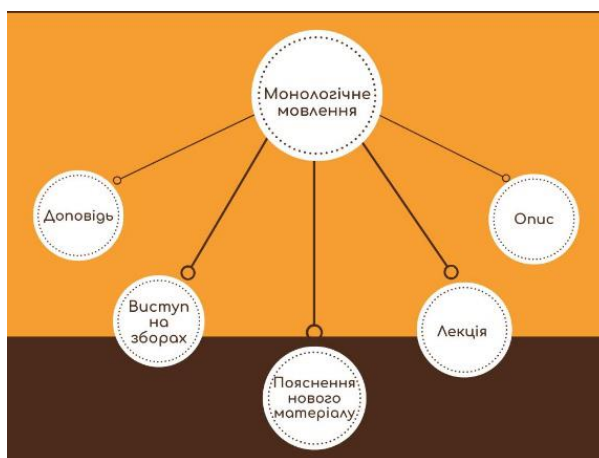 Монологічне
мовлення
Доповідь
Опис
Виступ
на
зборах
Лекція
Пояснення
нового
матеріалу